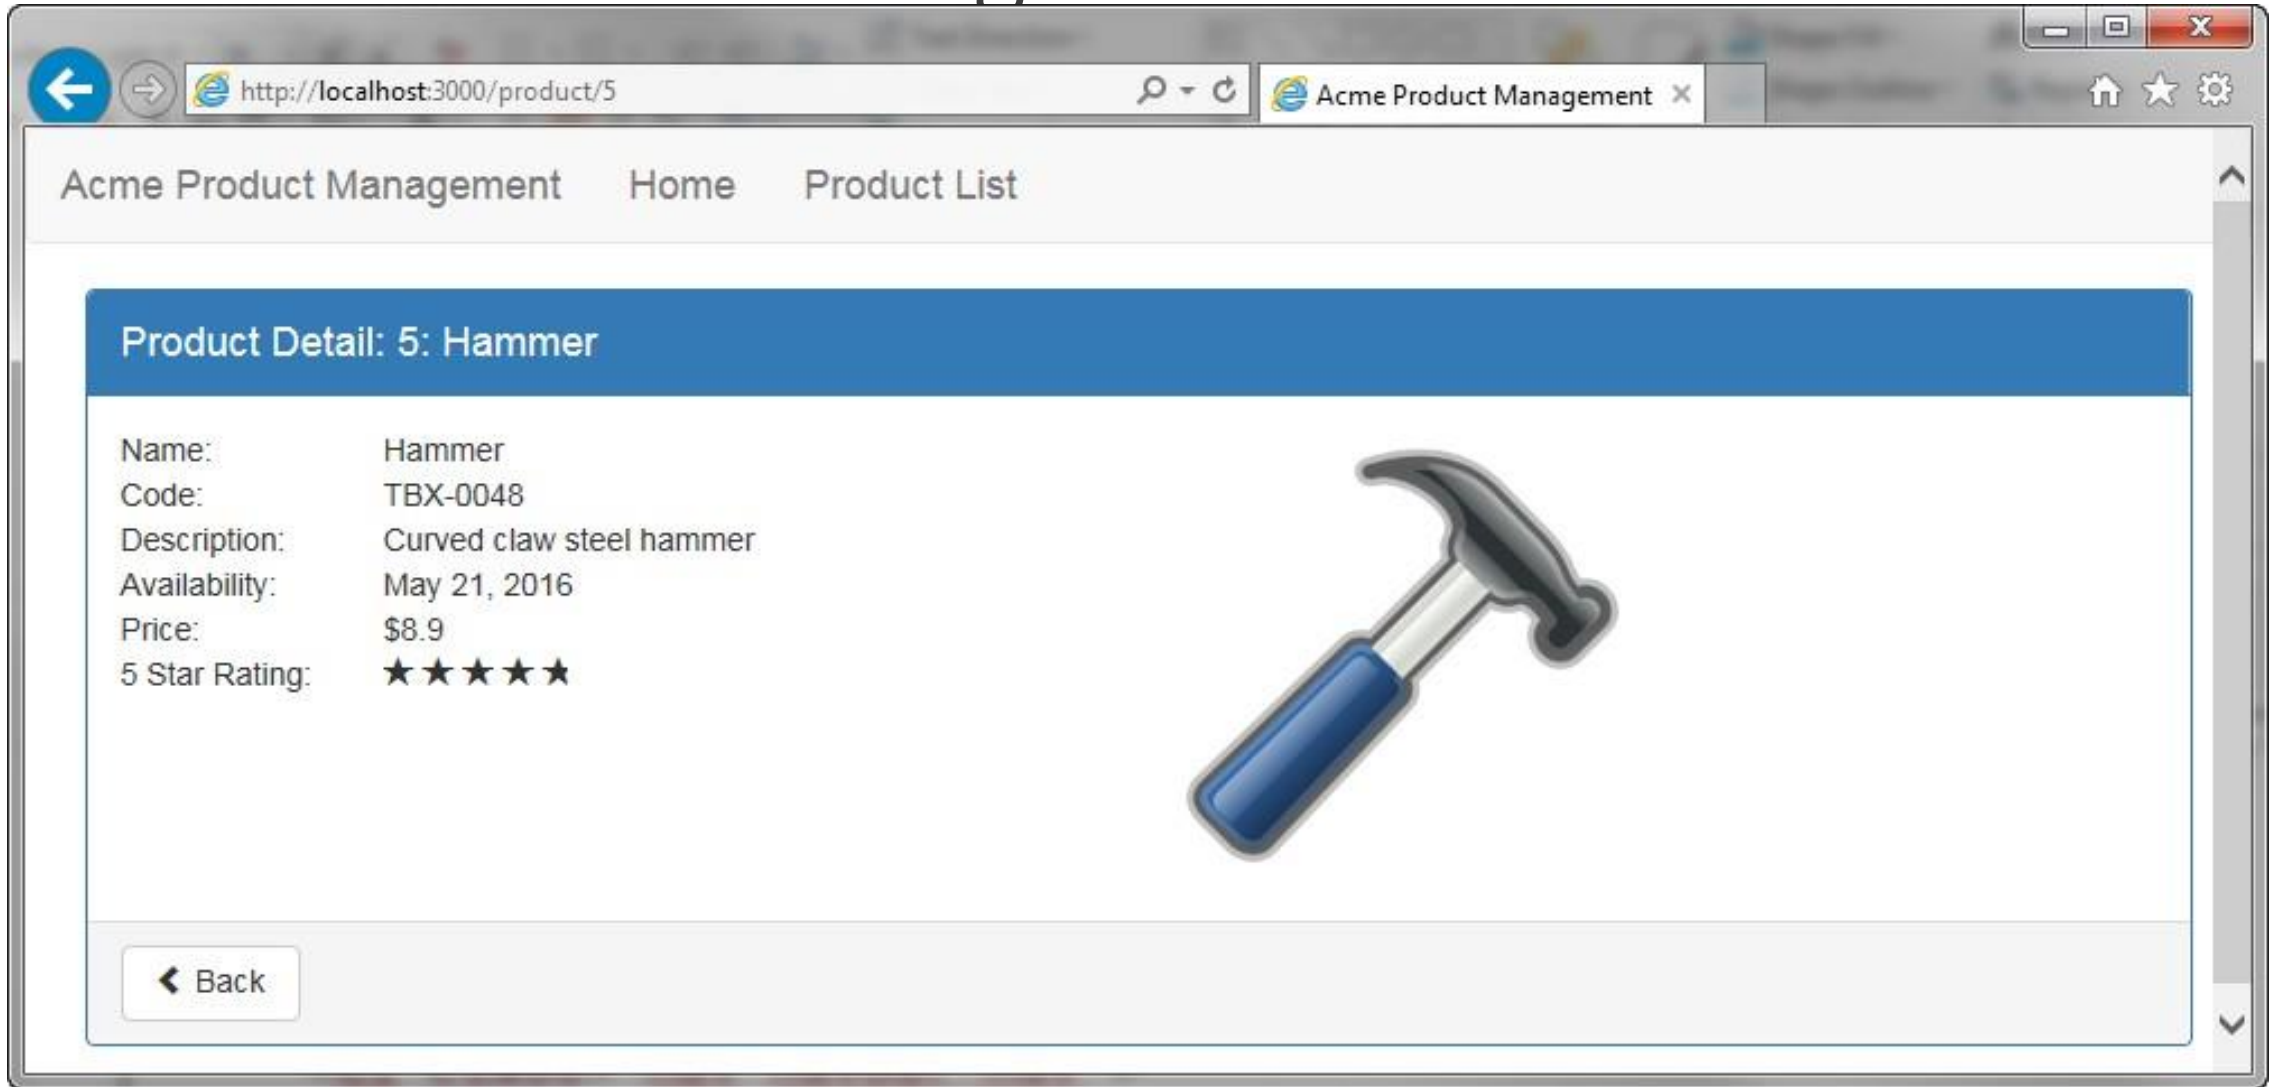 http://localhost:3000/product/5
Acme Product Management
Acme Product Management Home Product List
Product Detail: 5: Hammer
Name: Hammer
Code: TBX-0048
Description: Curved claw steel hammer
Availability: May 21, 2016
Price: $8.9
5 Star Rating:
Back